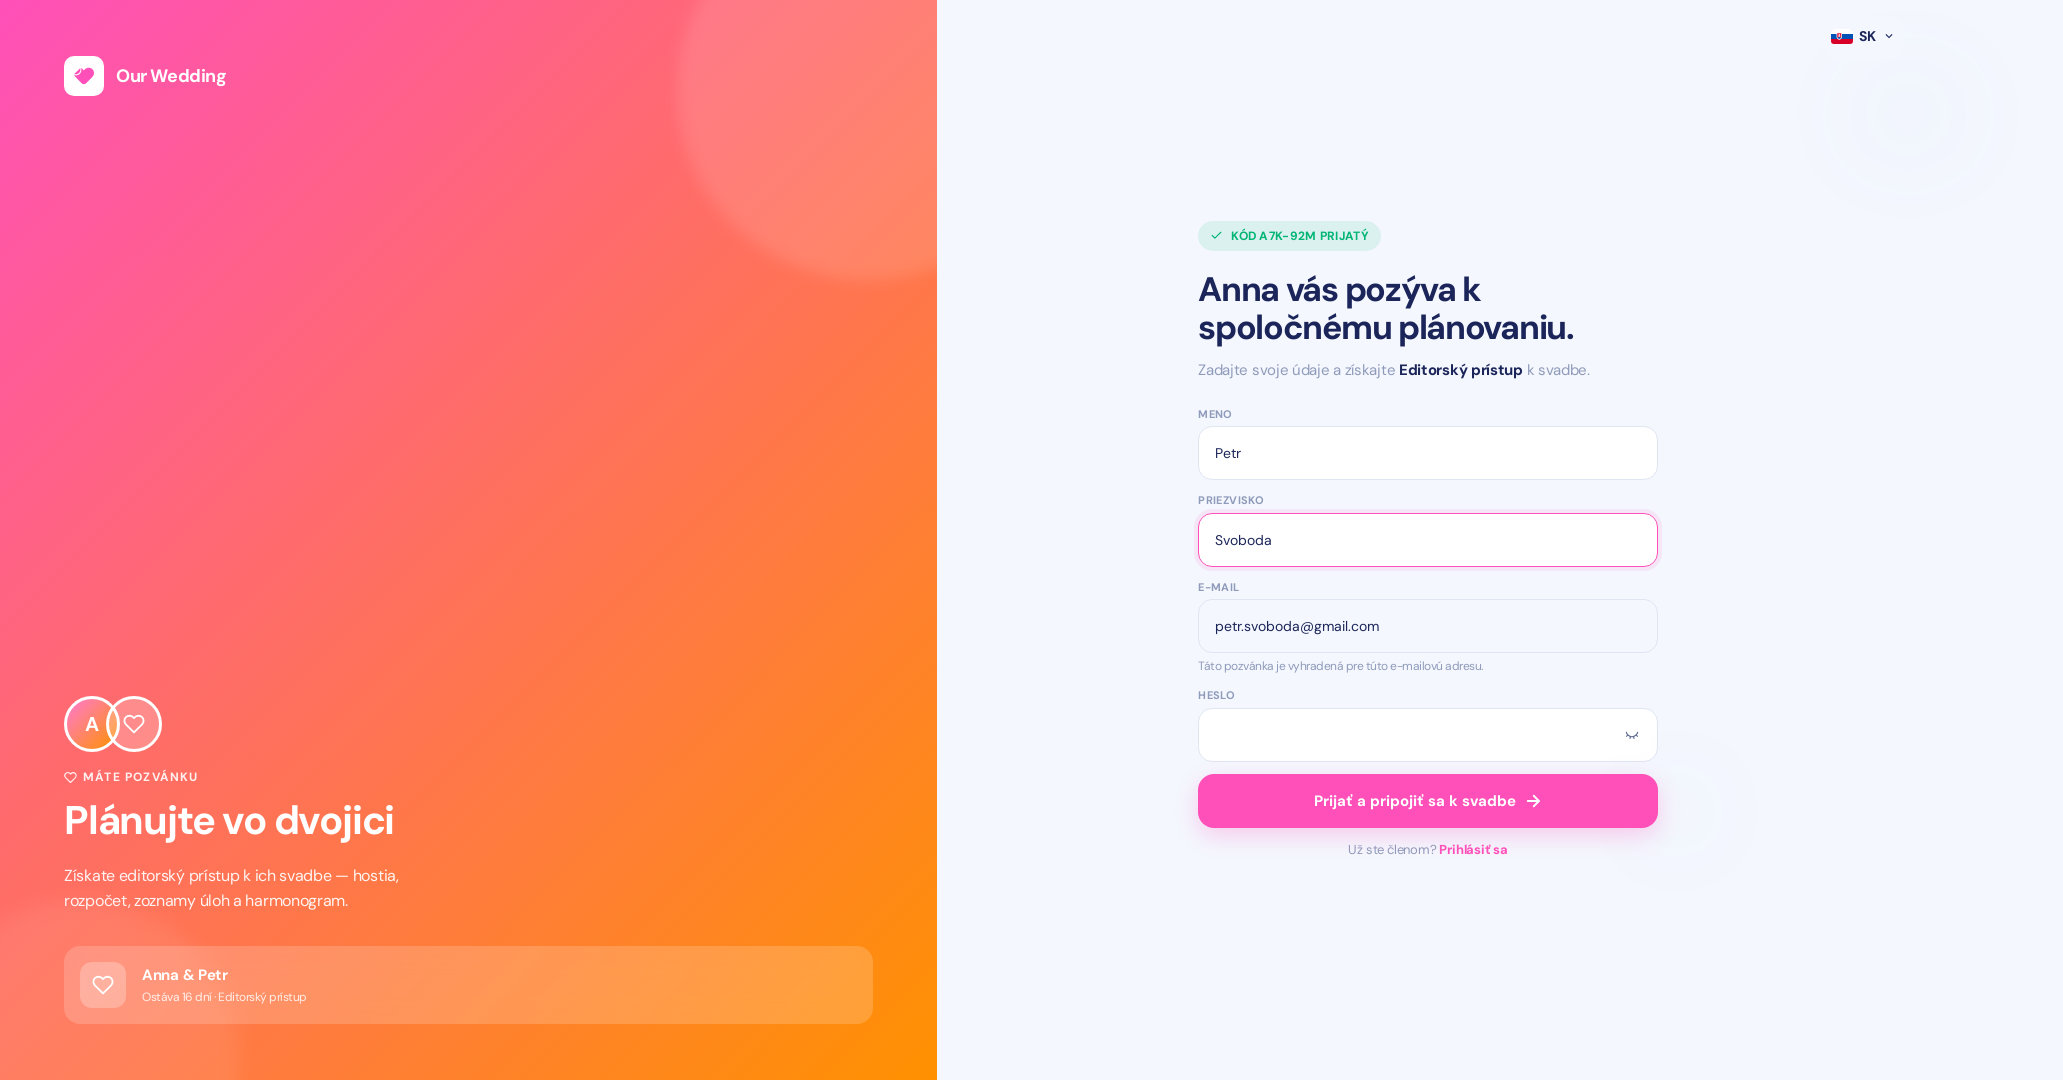 Our Wedding
A
MÁTE POZVÁNKU
Plánujte vo dvojici
Získate editorský prístup k ich svadbe — hostia,
rozpočet, zoznamy úloh a harmonogram.
Anna & Petr
Ostáva 16 dní · Editorský prístup
SK
KÓD A7K-92M PRIJATÝ
Anna vás pozýva k
spoločnému plánovaniu.
Zadajte svoje údaje a získajte Editorský prístup k svadbe.
MENO
Petr
PRIEZVISKO
Svoboda
E-MAIL
petr.svoboda@gmail.com
Táto pozvánka je vyhradená pre túto e-mailovú adresu.
HESLO
Prijať a pripojiť sa k svadbe
Už ste členom? Prihlásiť sa